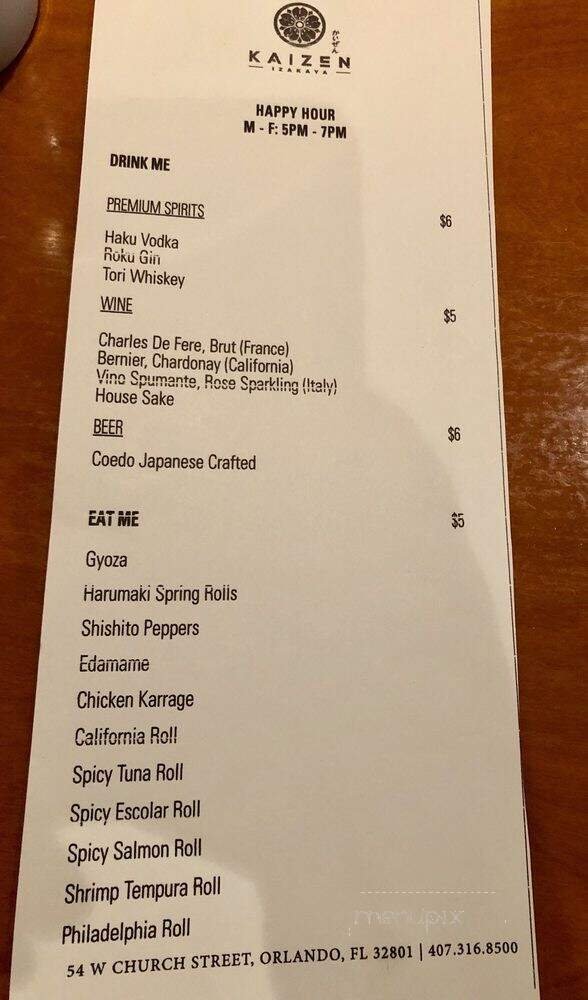 かいぜん
KAIZEN
IZAKAYA
HAPPY HOUR
M - F: 5PM - 7PM
DRINK ME
PREMIUM SPIRITS $6
Haku Vodka
Roku Gin
Tori Whiskey
WINE $5
Charles De Fere, Brut (France)
Bernier, Chardonay (California)
Vino Spumante, Rose Sparkling (Italy)
House Sake
BEER $6
Coedo Japanese Crafted
EAT ME $5
Gyoza
Harumaki Spring Rolls
Shishito Peppers
Edamame
Chicken Karrage
California Roll
Spicy Tuna Roll
Spicy Escolar Roll
Spicy Salmon Roll
Shrimp Tempura Roll
Philadelphia Roll
menupix
54 W CHURCH STREET, ORLANDO, FL 32801 | 407.316.8500